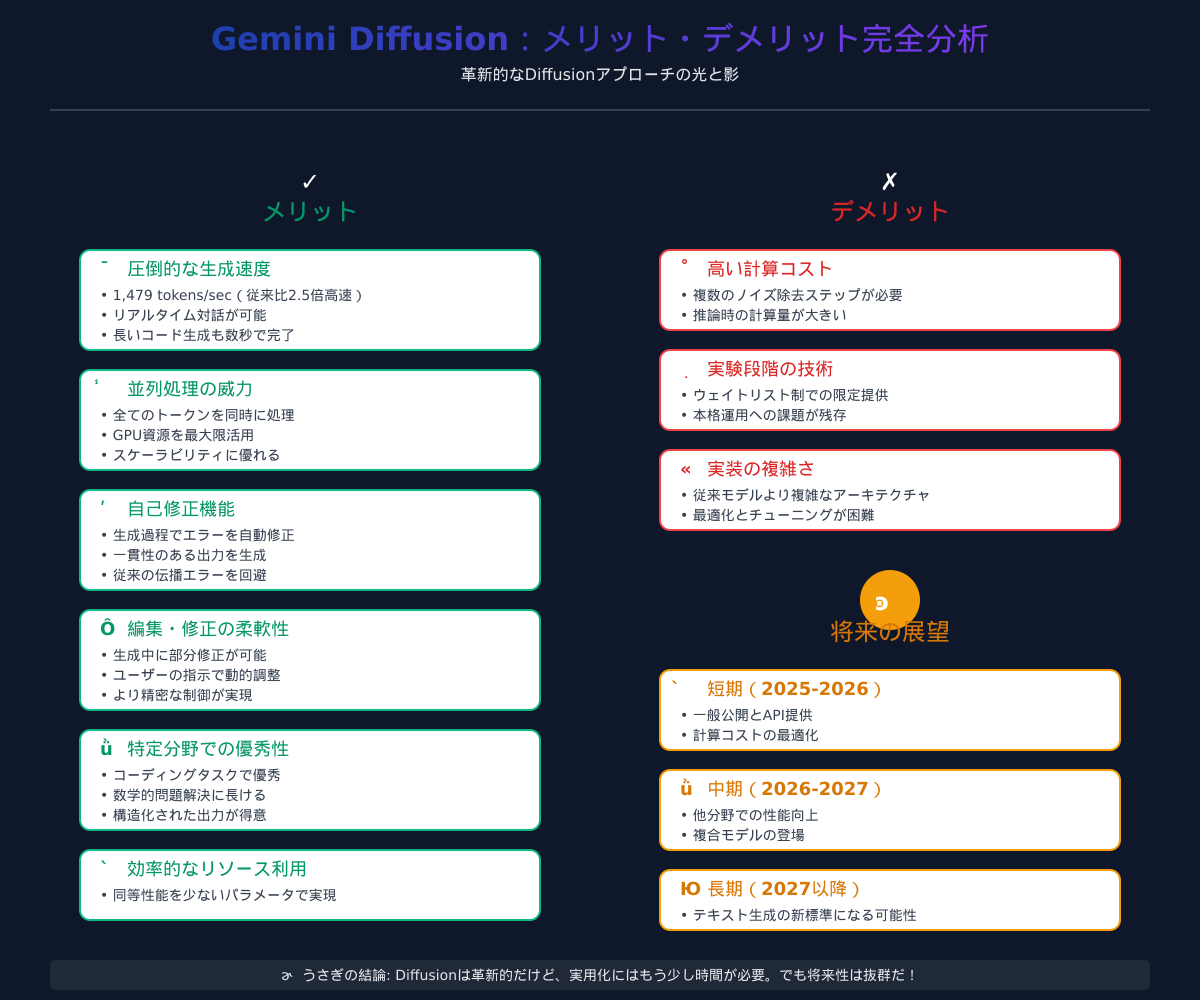 Gemini Diffusion：メリット・デメリット完全分析
革新的なDiffusionアプローチの光と影
✓
メリット
圧倒的な生成速度
• 1,479 tokens/sec（従来比2.5倍高速）
• リアルタイム対話が可能
• 長いコード生成も数秒で完了
並列処理の威力
• 全てのトークンを同時に処理
• GPU資源を最大限活用
• スケーラビリティに優れる
自己修正機能
• 生成過程でエラーを自動修正
• 一貫性のある出力を生成
• 従来の伝播エラーを回避
Ô 編集・修正の柔軟性
• 生成中に部分修正が可能
• ユーザーの指示で動的調整
• より精密な制御が実現
特定分野での優秀性
• コーディングタスクで優秀
• 数学的問題解決に長ける
• 構造化された出力が得意
` 効率的なリソース利用
• 同等性能を少ないパラメータで実現
✗
デメリット
° 高い計算コスト
• 複数のノイズ除去ステップが必要
• 推論時の計算量が大きい
実験段階の技術
• ウェイトリスト制での限定提供
• 本格運用への課題が残存
« 実装の複雑さ
• 従来モデルより複雑なアーキテクチャ
• 最適化とチューニングが困難
将来の展望
` 短期（2025-2026）
• 一般公開とAPI提供
• 計算コストの最適化
中期（2026-2027）
• 他分野での性能向上
• 複合モデルの登場
Ю 長期（2027以降）
• テキスト生成の新標準になる可能性
うさぎの結論: Diffusionは革新的だけど、実用化にはもう少し時間が必要。でも将来性は抜群だ！